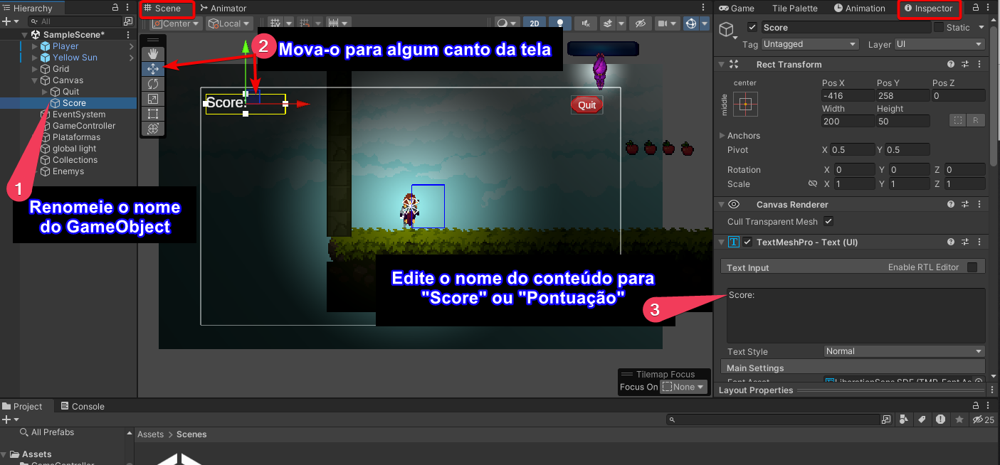 Hierarchy
All
SampleScene*
Player
Yellow Sun
Grid
Canvas
Quit
Score
EventSystem
GameController
Plataformas
global light
Collections
Enemys
1
Renomeie o nome
do GameObject
Scene
Animator
Center
Local
2D
2
Mova-o para algum canto da tela
Score:
Quit
Edite o nome do conteúdo para
"Score" ou "Pontuação"
3
Tilemap Focus
Focus On
None
Game
Tile Palette
Animation
Inspector
Score
Static
Tag
Untagged
Layer
UI
Rect Transform
center
middle
Pos X
Pos Y
Pos Z
-416
258
0
Width
Height
200
50
R
Anchors
Pivot
X 0.5
Y 0.5
Rotation
X 0
Y 0
Z 0
Scale
X 1
Y 1
Z 1
Canvas Renderer
Cull Transparent Mesh
TextMeshPro - Text (UI)
Text Input
Enable RTL Editor
Score:
Text Style
Normal
Main Settings
Font Asset
LiberationSans SDF (TMP_Font As
Layout Properties
Project
Console
25
All Prefabs
Assets
GameController
Assets > Scenes